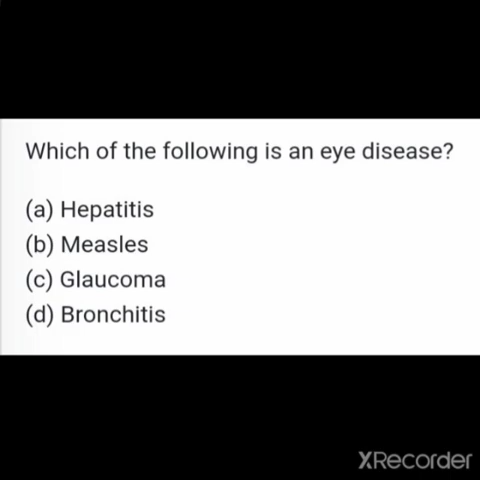 Which of the following is an eye disease?
(a) Hepatitis
(b) Measles
(c) Glaucoma
(d) Bronchitis
XRecorder